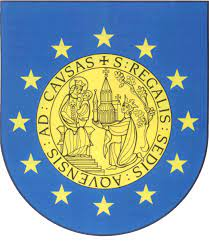 + S · REGALIS · SEDIS · AQVENSIS · AD · CAVSAS